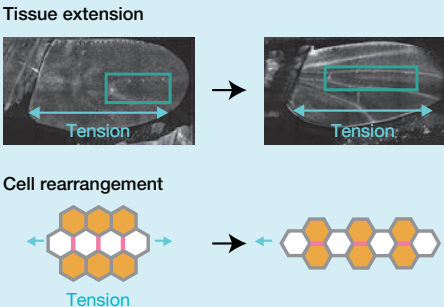 Tissue extension
Tension
Tension
Cell rearrangement
Tension